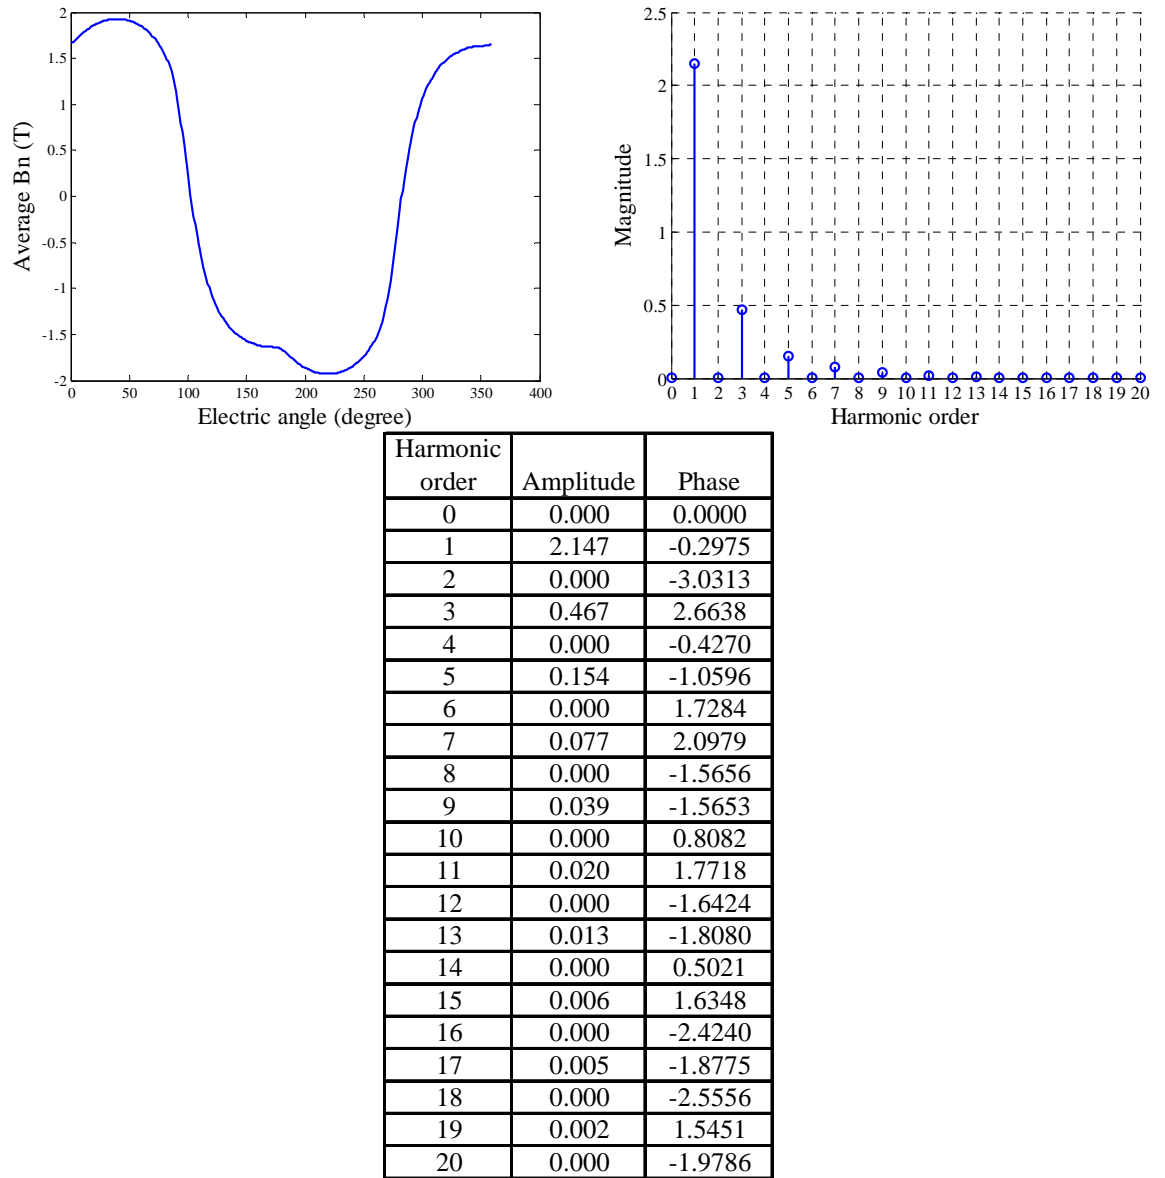 2
1.5
1
0.5
0
-0.5
-1
-1.5
-2
0 50 100 150 200 250 300 350 400
Average Bn (T)
Electric angle (degree)
2.5
2
1.5
1
0.5
0
0 1 2 3 4 5 6 7 8 9 10 11 12 13 14 15 16 17 18 19 20
Magnitude
Harmonic order
Harmonic order Amplitude Phase
0 0.000 0.0000
1 2.147 -0.2975
2 0.000 -3.0313
3 0.467 2.6638
4 0.000 -0.4270
5 0.154 -1.0596
6 0.000 1.7284
7 0.077 2.0979
8 0.000 -1.5656
9 0.039 -1.5653
10 0.000 0.8082
11 0.020 1.7718
12 0.000 -1.6424
13 0.013 -1.8080
14 0.000 0.5021
15 0.006 1.6348
16 0.000 -2.4240
17 0.005 -1.8775
18 0.000 -2.5556
19 0.002 1.5451
20 0.000 -1.9786